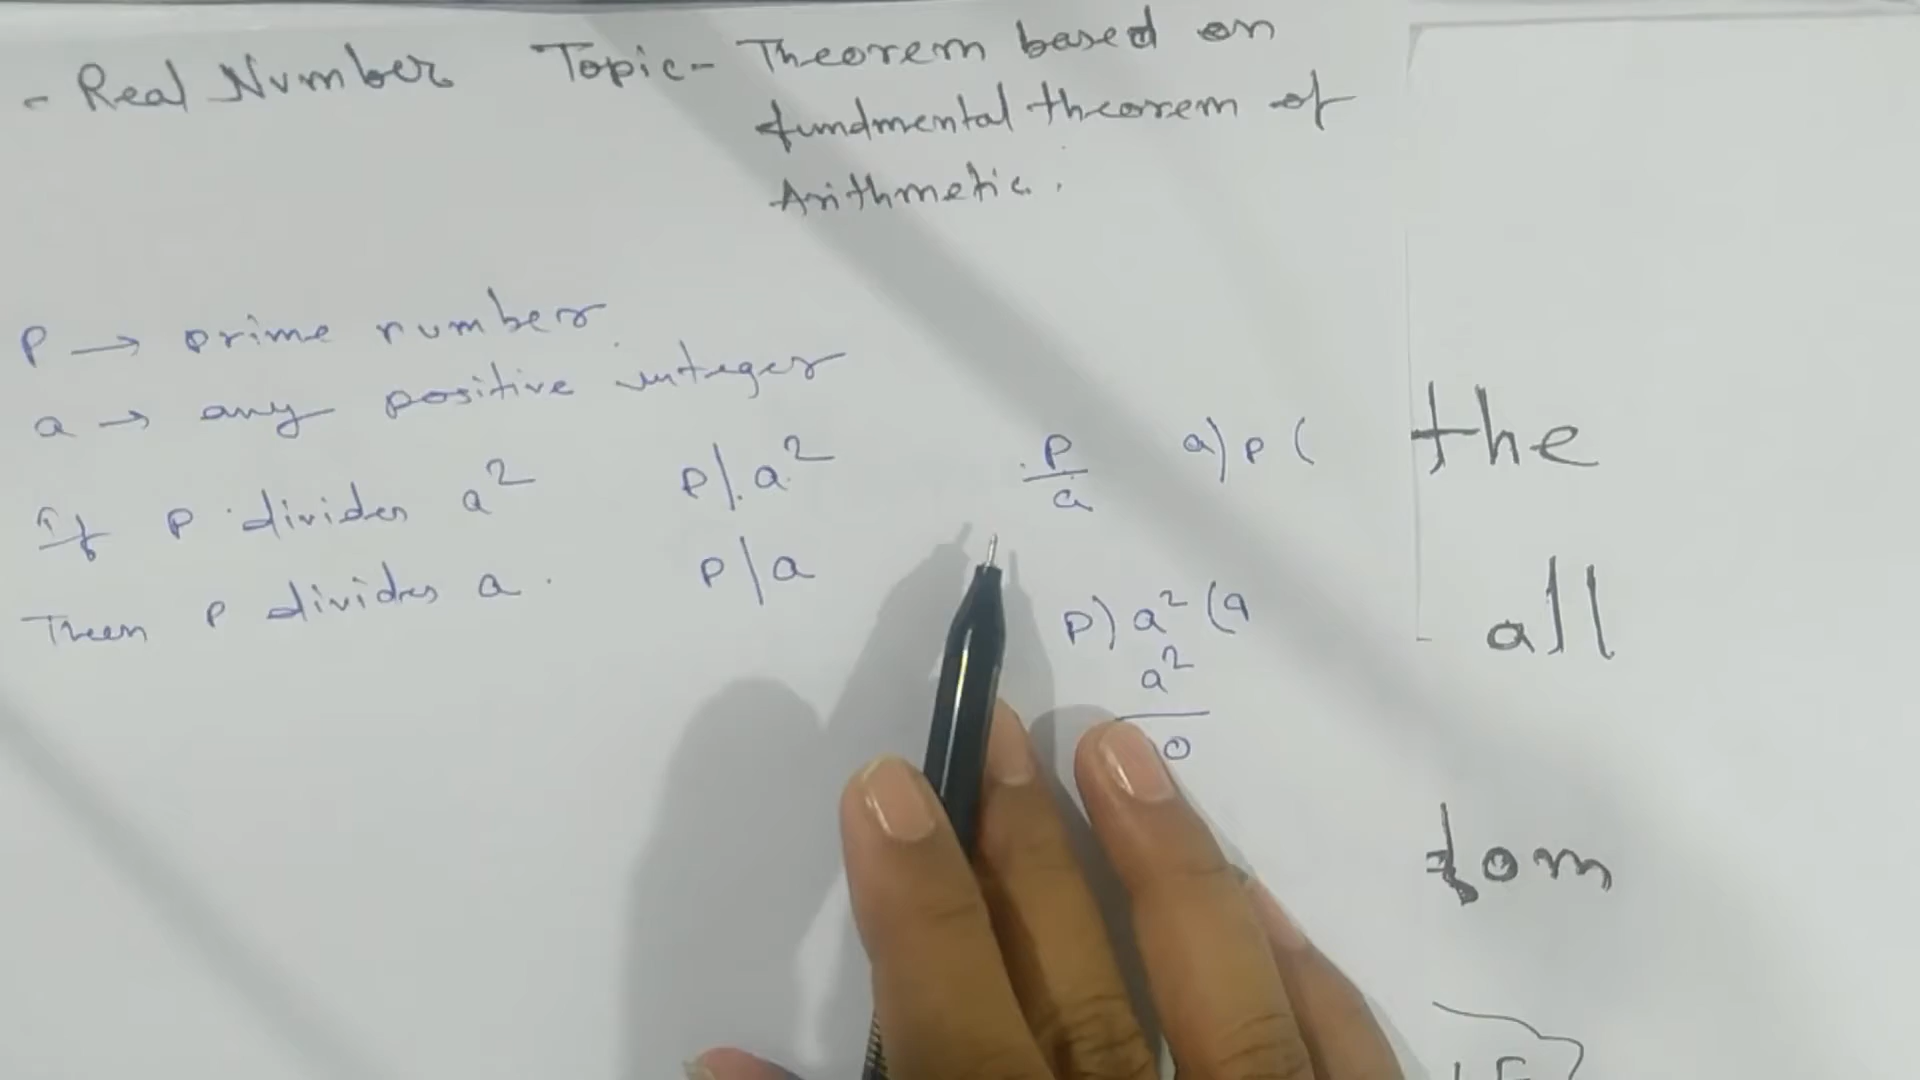 - Real Number Topic- Theorem based on
fundmental theorem of
Arithmetic.
P → prime number
a → any positive integer
If P divides a²
P|a²
Then P divides a.
P|a
P/a
a)P(
P)a²(q
a²
0
the
all